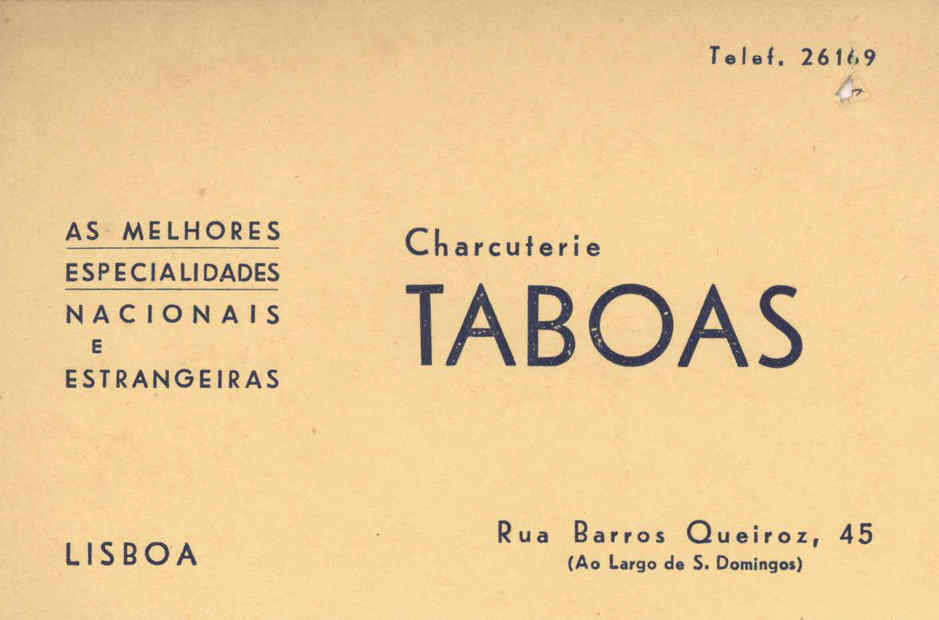 Telef. 26169
AS MELHORES
ESPECIALIDADES
NACIONAIS
E
ESTRANGEIRAS
Charcuterie
TABOAS
LISBOA
Rua Barros Queiroz, 45
(Ao Largo de S. Domingos)